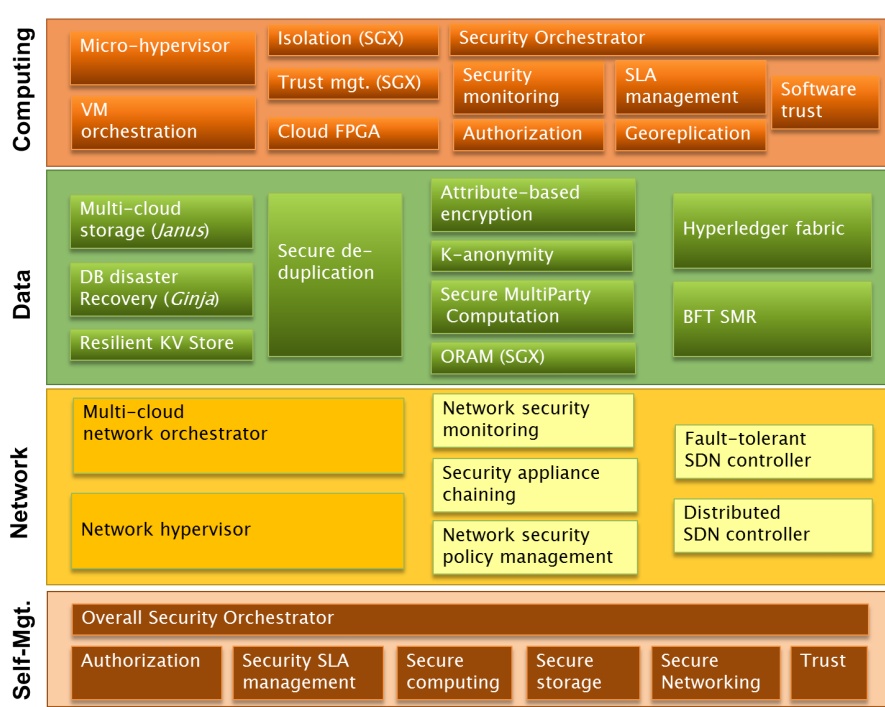 Computing
Micro-hypervisor
VM
orchestration
Isolation (SGX)
Trust mgt. (SGX)
Cloud FPGA
Security Orchestrator
Security
monitoring
SLA
management
Software
trust
Authorization
Georeplication
Data
Multi-cloud
storage (Janus)
DB disaster
Recovery (Ginja)
Resilient KV Store
Secure de-
duplication
Attribute-based
encryption
K-anonymity
Secure MultiParty
Computation
ORAM (SGX)
Hyperledger fabric
BFT SMR
Network
Multi-cloud
network orchestrator
Network hypervisor
Network security
monitoring
Security appliance
chaining
Network security
policy management
Fault-tolerant
SDN controller
Distributed
SDN controller
Self-Mgt.
Overall Security Orchestrator
Authorization
Security SLA
management
Secure
computing
Secure
storage
Secure
Networking
Trust